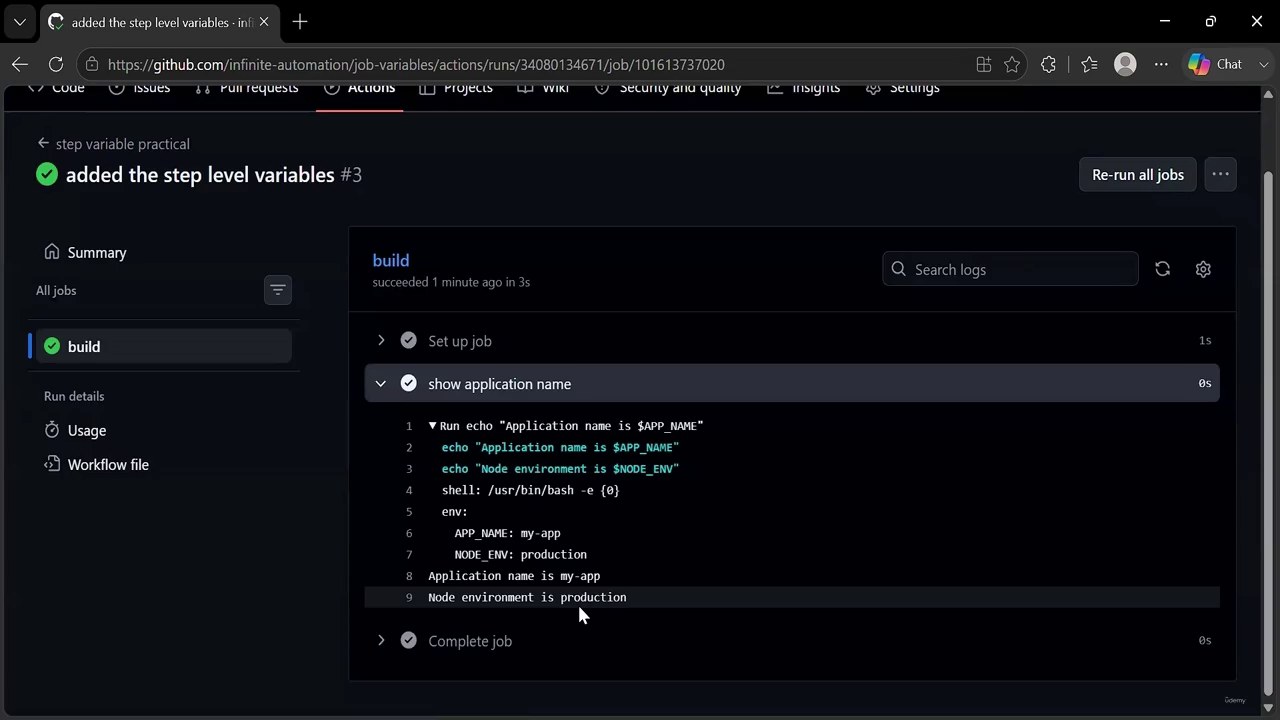 added the step level variables · infi
https://github.com/infinite-automation/job-variables/actions/runs/34080134671/job/101613737020
Chat
Code
Issues
Pull requests
Actions
Projects
Wiki
Security and quality
Insights
Settings
step variable practical
added the step level variables #3
Re-run all jobs
Summary
All jobs
build
Run details
Usage
Workflow file
build
succeeded 1 minute ago in 3s
Search logs
Set up job
1s
show application name
0s
1 Run echo "Application name is $APP_NAME"
2 echo "Application name is $APP_NAME"
3 echo "Node environment is $NODE_ENV"
4 shell: /usr/bin/bash -e {0}
5 env:
6 APP_NAME: my-app
7 NODE_ENV: production
8 Application name is my-app
9 Node environment is production
Complete job
0s
Udemy